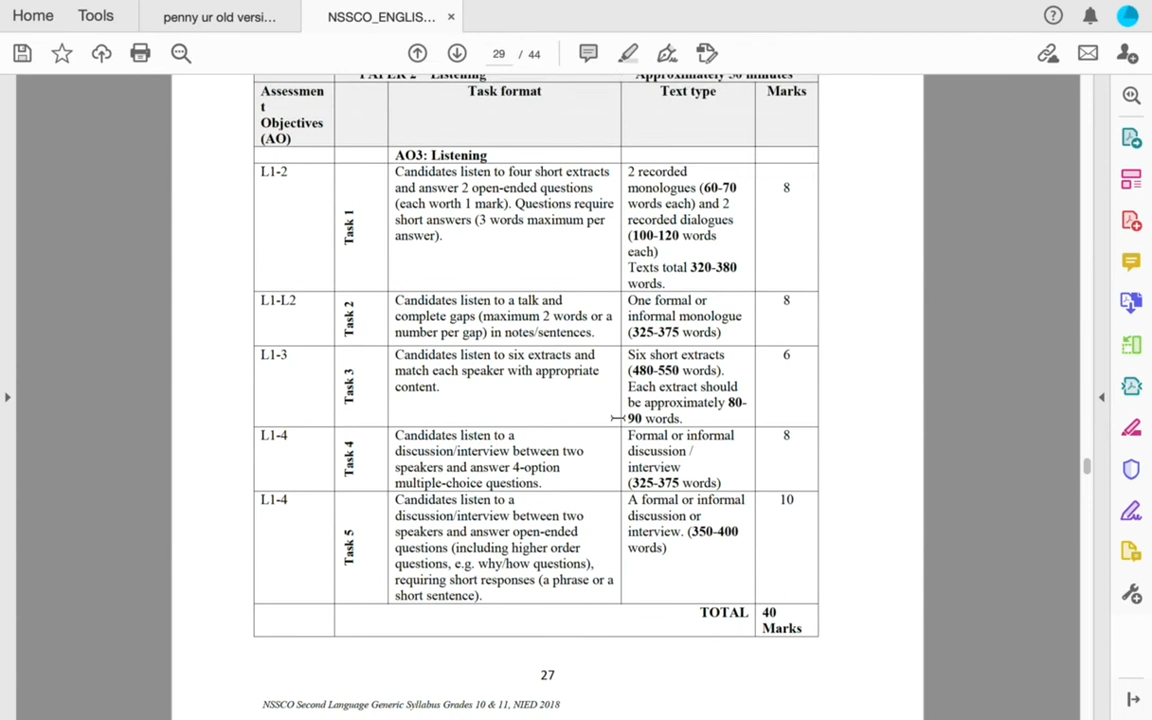 Home
Tools
penny ur old versi...
NSSCO_ENGLIS...
29 / 44
PAPER 2 – Listening
Approximately 50 minutes
Assessmen
t
Objectives
(AO)
Task format
Text type
Marks
AO3: Listening
L1-2
Task 1
Candidates listen to four short extracts
and answer 2 open-ended questions
(each worth 1 mark). Questions require
short answers (3 words maximum per
answer).
2 recorded
monologues (60-70
words each) and 2
recorded dialogues
(100-120 words
each)
Texts total 320-380
words.
8
L1-L2
Task 2
Candidates listen to a talk and
complete gaps (maximum 2 words or a
number per gap) in notes/sentences.
One formal or
informal monologue
(325-375 words)
8
L1-3
Task 3
Candidates listen to six extracts and
match each speaker with appropriate
content.
Six short extracts
(480-550 words).
Each extract should
be approximately 80-
90 words.
6
L1-4
Task 4
Candidates listen to a
discussion/interview between two
speakers and answer 4-option
multiple-choice questions.
Formal or informal
discussion /
interview
(325-375 words)
8
L1-4
Task 5
Candidates listen to a
discussion/interview between two
speakers and answer open-ended
questions (including higher order
questions, e.g. why/how questions),
requiring short responses (a phrase or a
short sentence).
A formal or informal
discussion or
interview. (350-400
words)
10
TOTAL
40
Marks
27
NSSCO Second Language Generic Syllabus Grades 10 & 11, NIED 2018